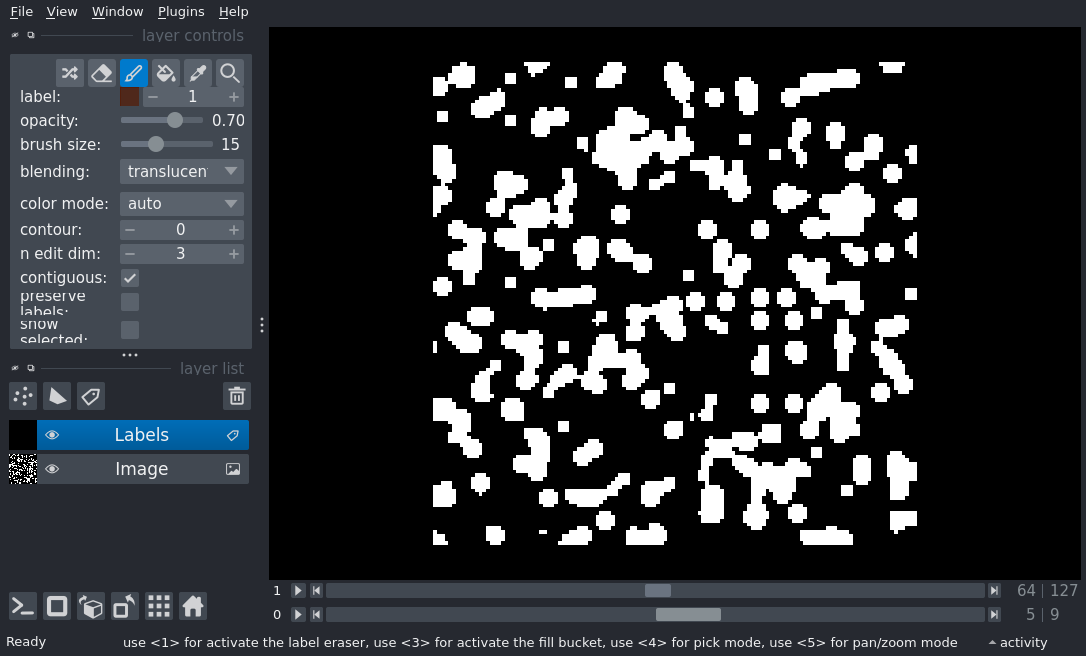 File View Window Plugins Help
layer controls
label: 1
opacity: 0.70
brush size: 15
blending: translucen
color mode: auto
contour: 0
n edit dim: 3
contiguous:
preserve
labels:
show
selected:
layer list
Labels
Image
1 64 127
0 5 9
Ready use <1> for activate the label eraser, use <3> for activate the fill bucket, use <4> for pick mode, use <5> for pan/zoom mode activity